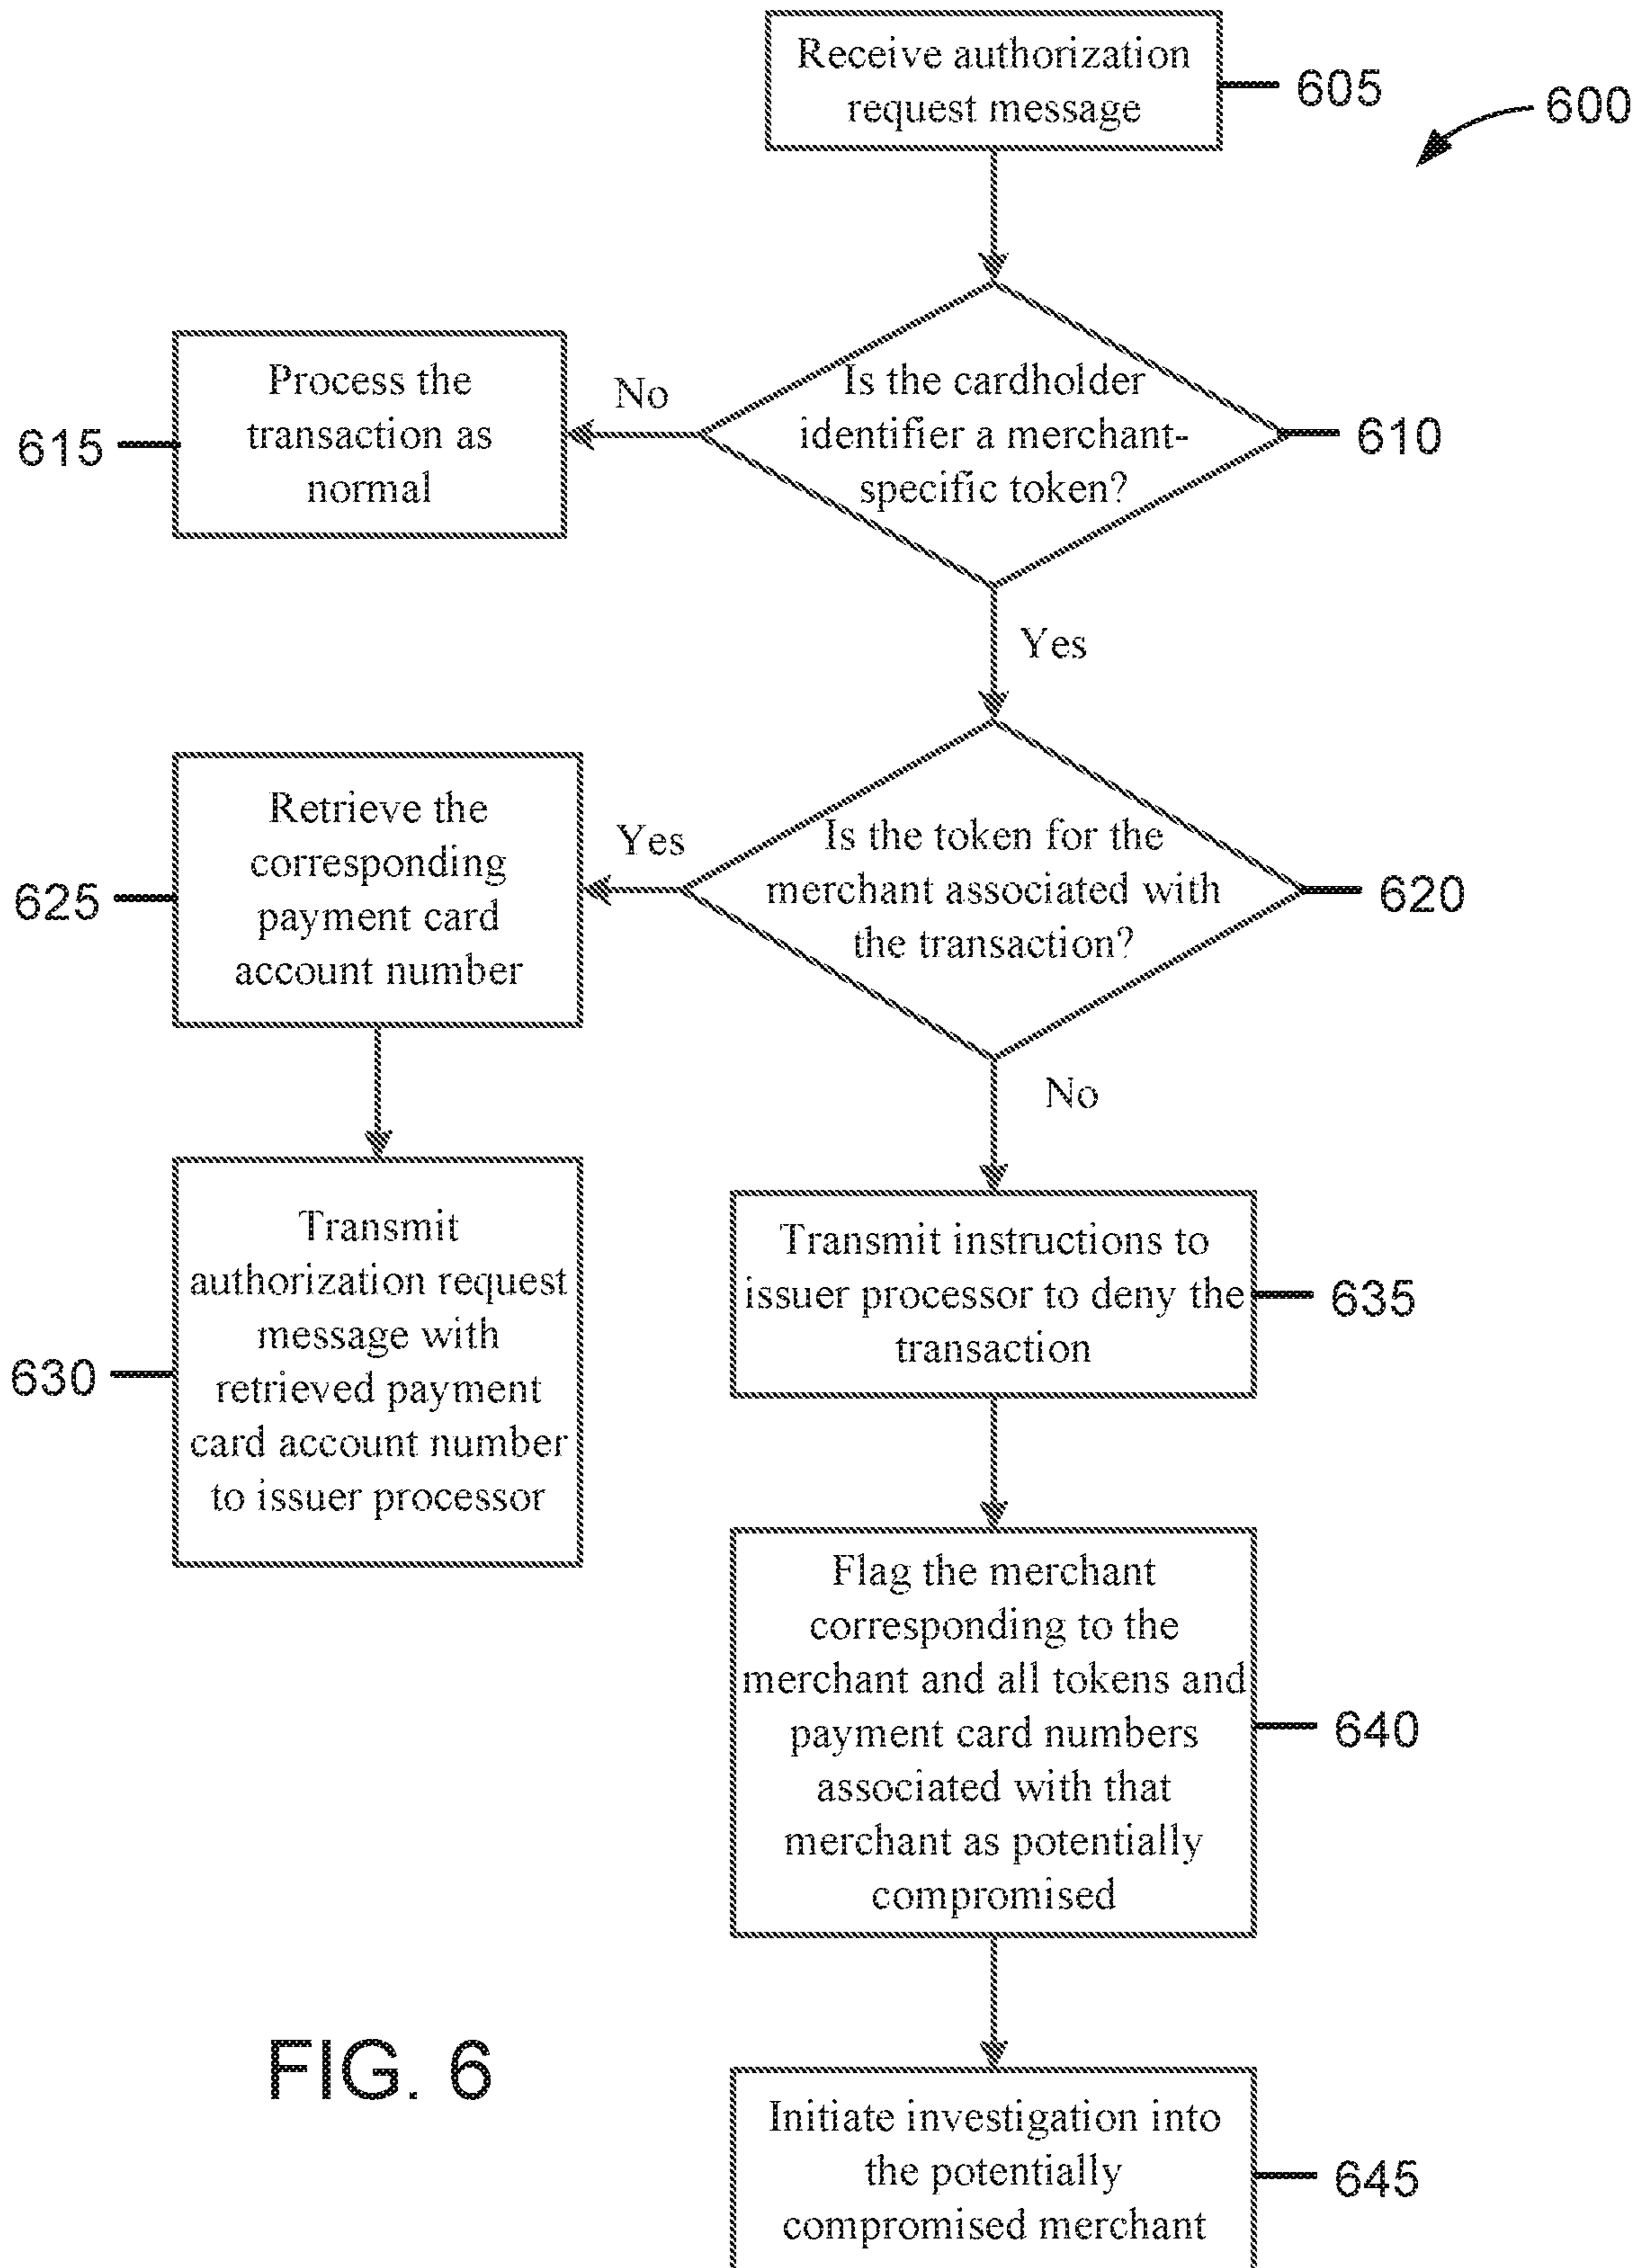 Receive authorization
request message
605
600
Is the cardholder
identifier a merchant-
specific token?
610
No
Process the
transaction as
normal
615
Yes
Is the token for the
merchant associated with
the transaction?
620
Yes
Retrieve the
corresponding
payment card
account number
625
Transmit
authorization request
message with
retrieved payment
card account number
to issuer processor
630
No
Transmit instructions to
issuer processor to deny the
transaction
635
Flag the merchant
corresponding to the
merchant and all tokens and
payment card numbers
associated with that
merchant as potentially
compromised
640
Initiate investigation into
the potentially
compromised merchant
645
FIG. 6